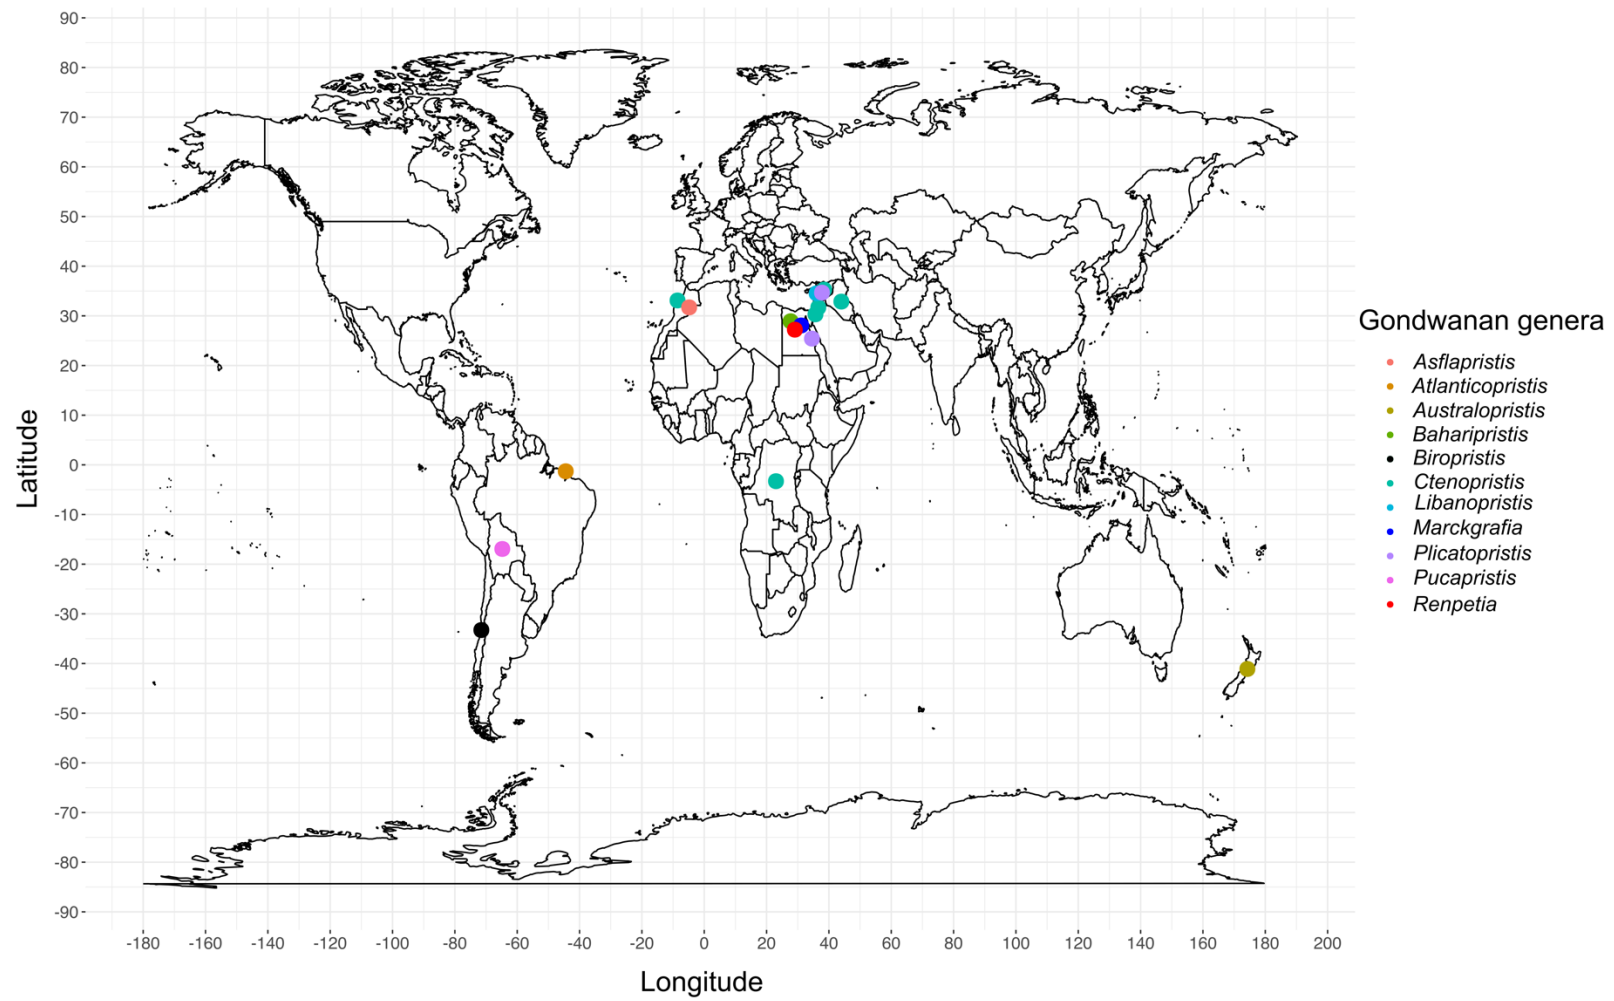 90
80
70
60
50
40
30
20
10
0
-10
-20
-30
-40
-50
-60
-70
-80
-90
Latitude
-180 -160 -140 -120 -100 -80 -60 -40 -20 0 20 40 60 80 100 120 140 160 180 200
Longitude
Gondwanan genera
Asflapristis
Atlanticopristis
Australopristis
Baharipristis
Biropristis
Ctenopristis
Libanopristis
Marckgrafia
Plicatopristis
Pucapristis
Renpetia